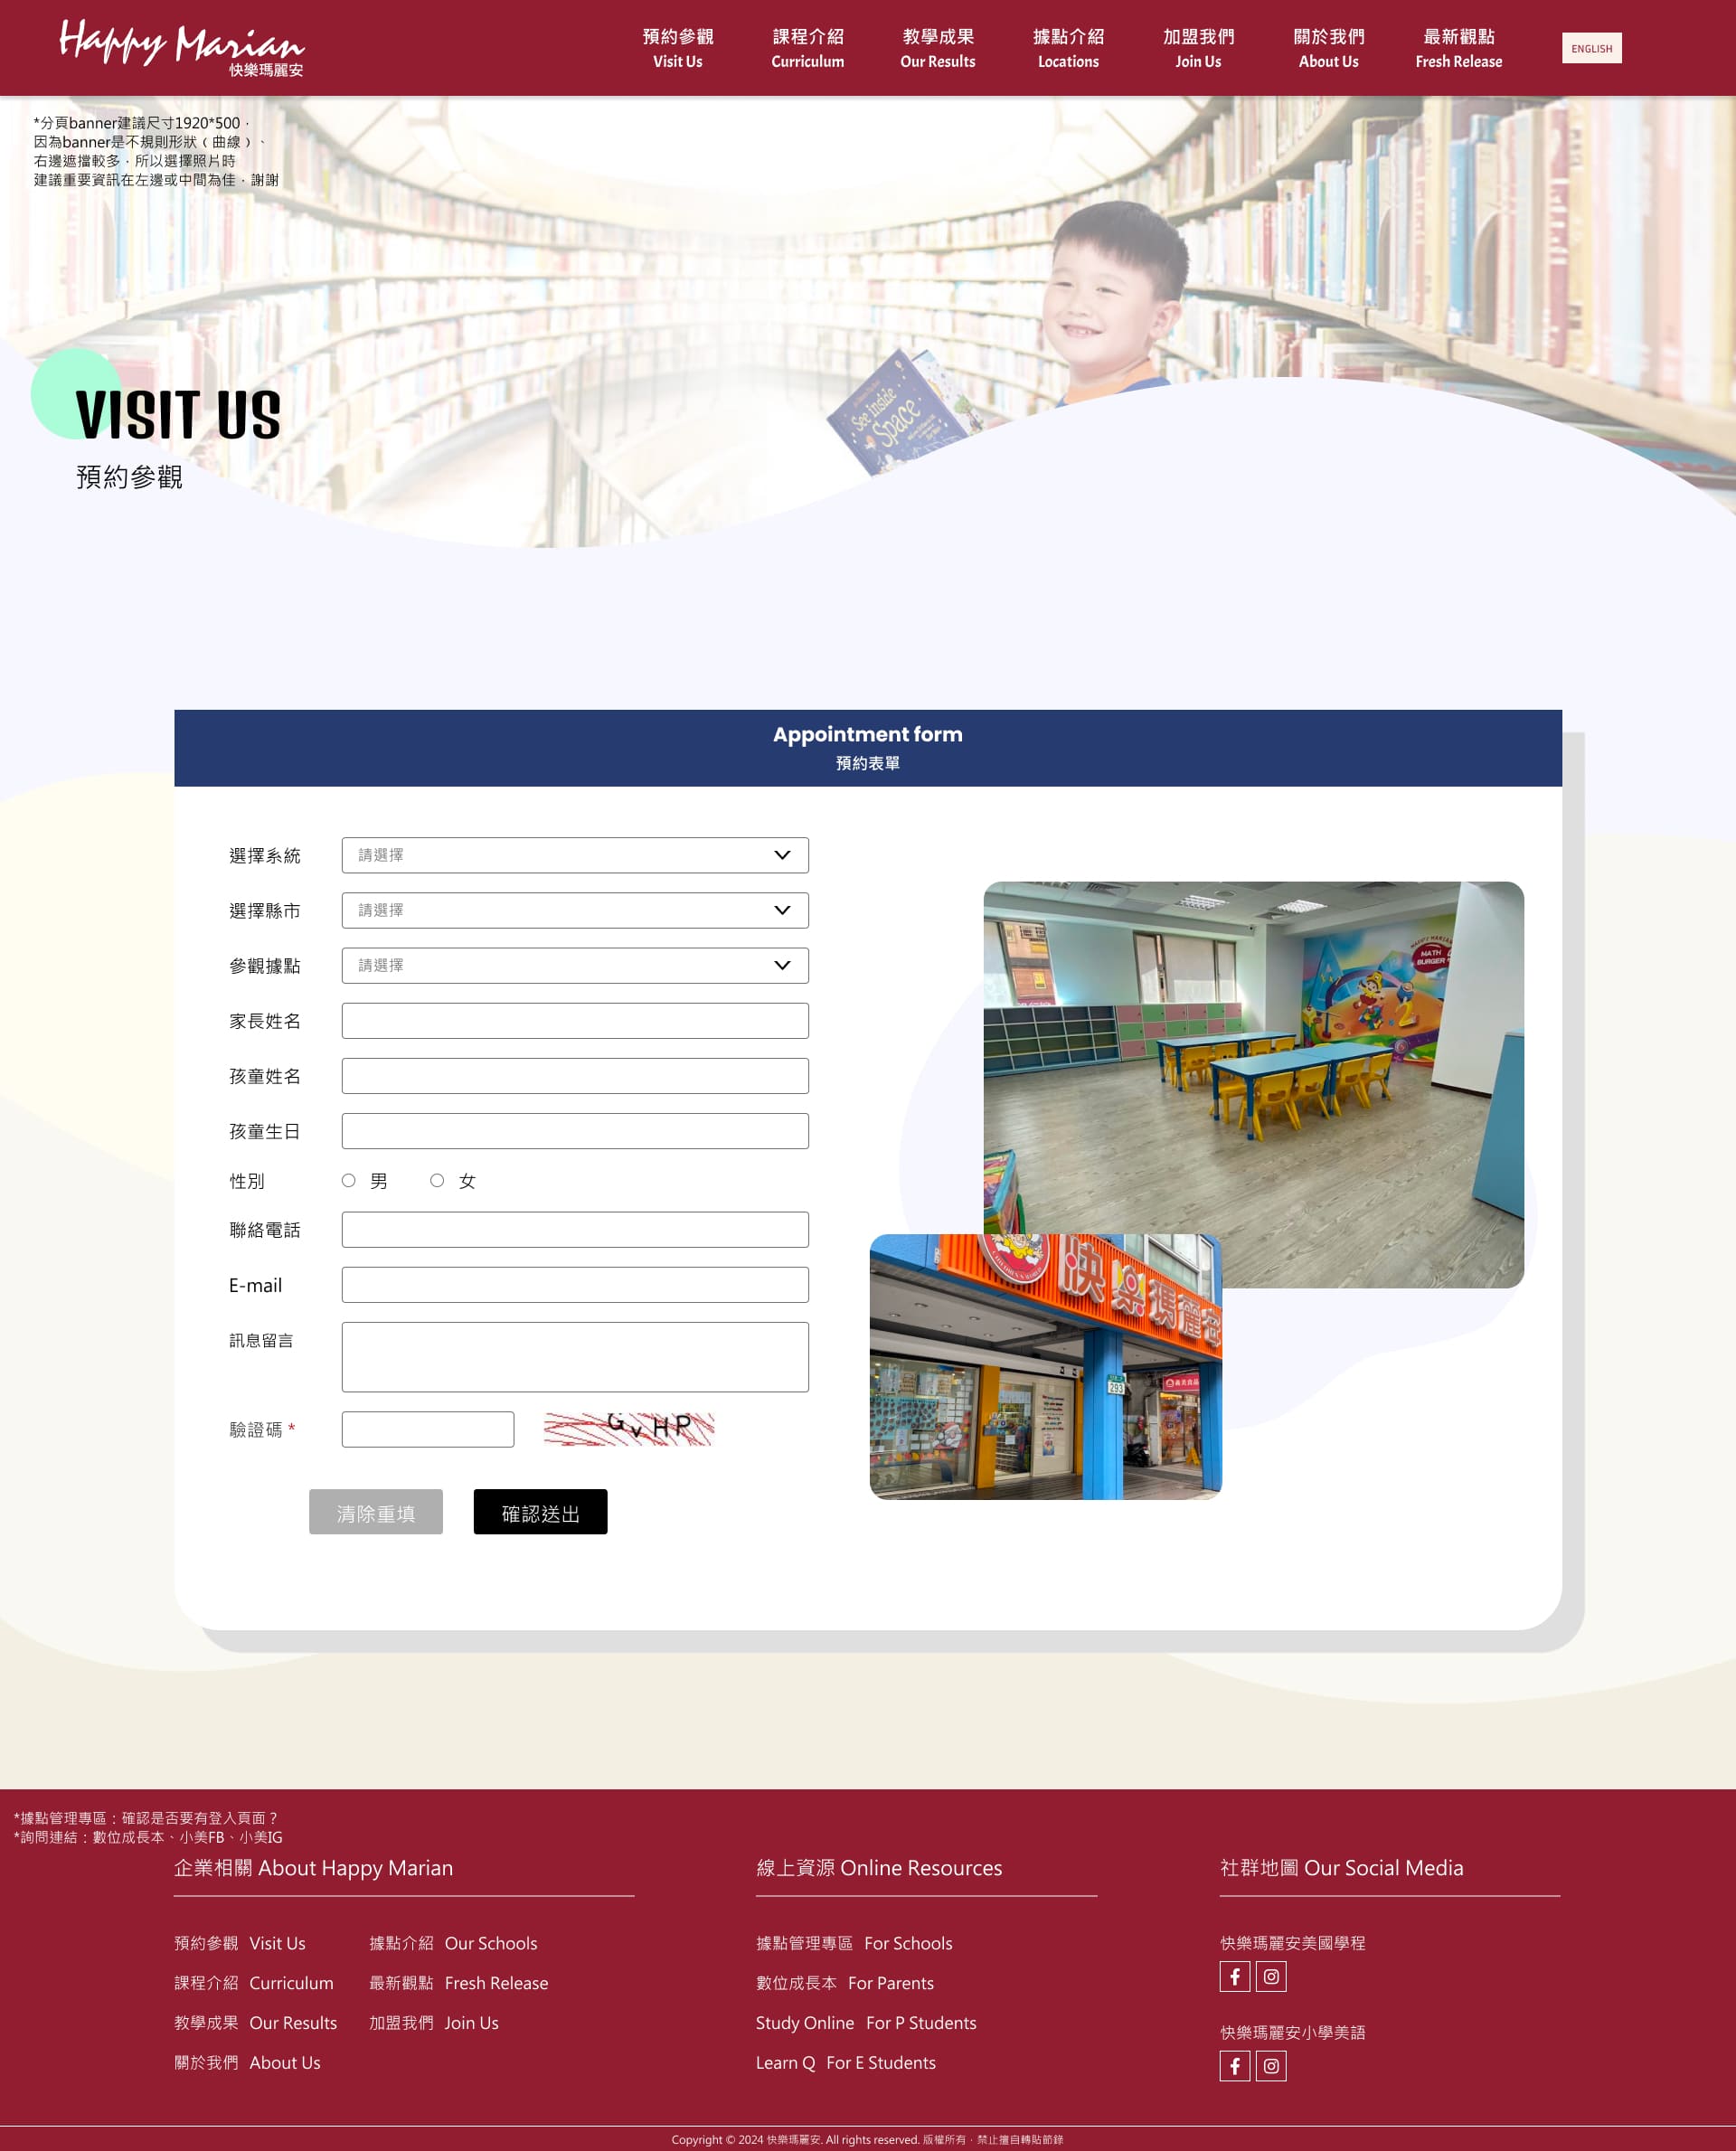 Happy Marian
快樂瑪麗安
預約參觀 課程介紹 教學成果 據點介紹 加盟我們 關於我們 最新觀點
Visit Us Curriculum Our Results Locations Join Us About Us Fresh Release
ENGLISH
*分頁banner建議尺寸1920*500，
因為banner是不規則形狀（曲線）、
右邊遮擋較多，所以選擇照片時
建議重要資訊在左邊或中間為佳，謝謝
See Inside
Space
VISIT US
預約參觀
Appointment form
預約表單
選擇系統 請選擇
選擇縣市 請選擇
參觀據點 請選擇
家長姓名
孩童姓名
孩童生日
性別 男 女
聯絡電話
E-mail
訊息留言
驗證碼 * GvHP
清除重填 確認送出
HAPPY MARIAN
MATH
BURGER
快樂瑪麗安
293
*據點管理專區：確認是否要有登入頁面？
*詢問連結：數位成長本、小美FB、小美IG
企業相關 About Happy Marian
預約參觀 Visit Us 據點介紹 Our Schools
課程介紹 Curriculum 最新觀點 Fresh Release
教學成果 Our Results 加盟我們 Join Us
關於我們 About Us
線上資源 Online Resources
據點管理專區 For Schools
數位成長本 For Parents
Study Online For P Students
Learn Q For E Students
社群地圖 Our Social Media
快樂瑪麗安美國學程
快樂瑪麗安小學美語
Copyright © 2024 快樂瑪麗安. All rights reserved. 版權所有，禁止擅自轉貼節錄